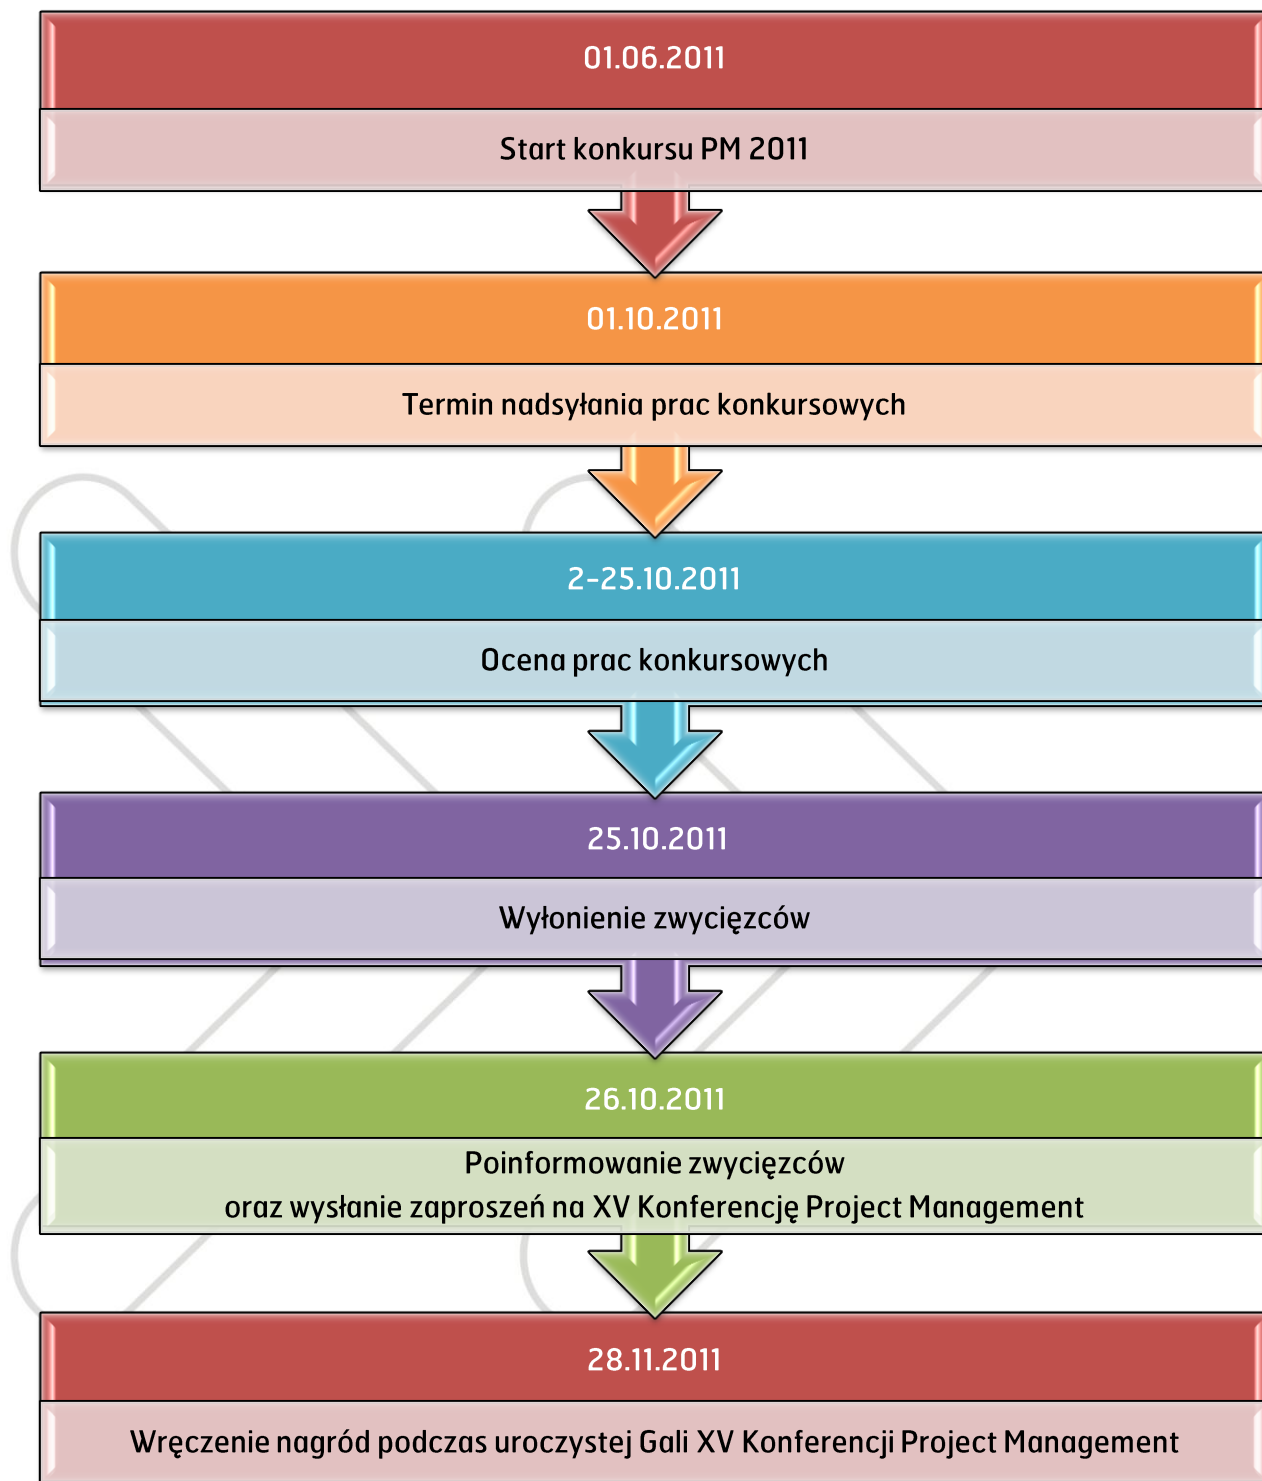 01.06.2011
Start konkursu PM 2011
01.10.2011
Termin nadsyłania prac konkursowych
2-25.10.2011
Ocena prac konkursowych
25.10.2011
Wyłonienie zwycięzców
26.10.2011
Poinformowanie zwycięzców
oraz wysłanie zaproszeń na XV Konferencję Project Management
28.11.2011
Wręczenie nagród podczas uroczystej Gali XV Konferencji Project Management